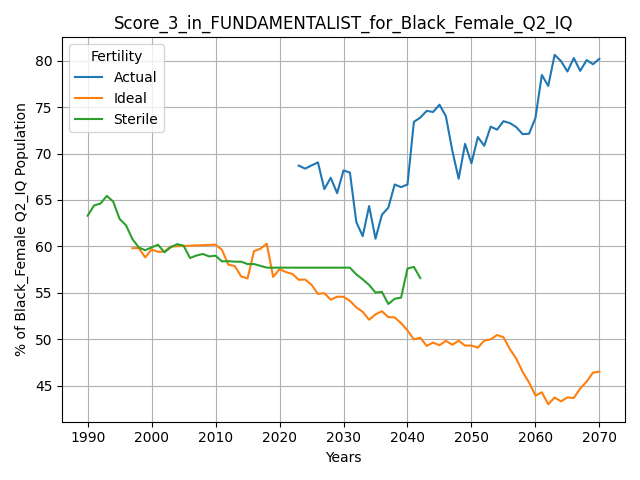 Score_3_in_FUNDAMENTALIST_for_Black_Female_Q2_IQ
Fertility
Actual
Ideal
Sterile
% of Black_Female Q2_IQ Population
80
75
70
65
60
55
50
45
1990 2000 2010 2020 2030 2040 2050 2060 2070
Years